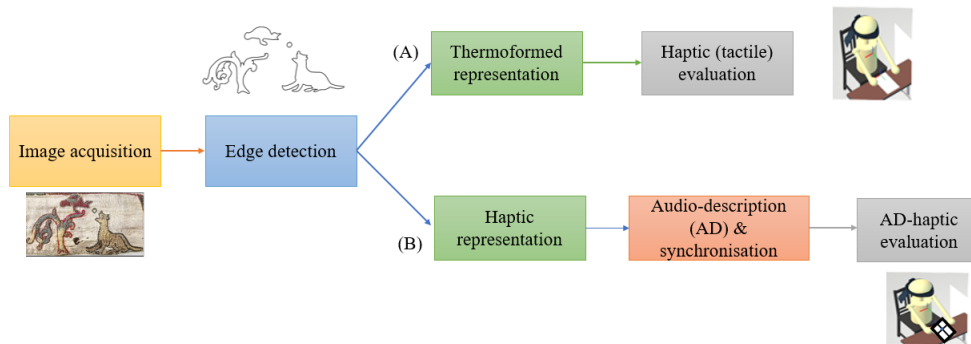 (A)
Thermoformed
representation
Haptic (tactile)
evaluation
Image acquisition
Edge detection
(B)
Haptic
representation
Audio-description
(AD) &
synchronisation
AD-haptic
evaluation